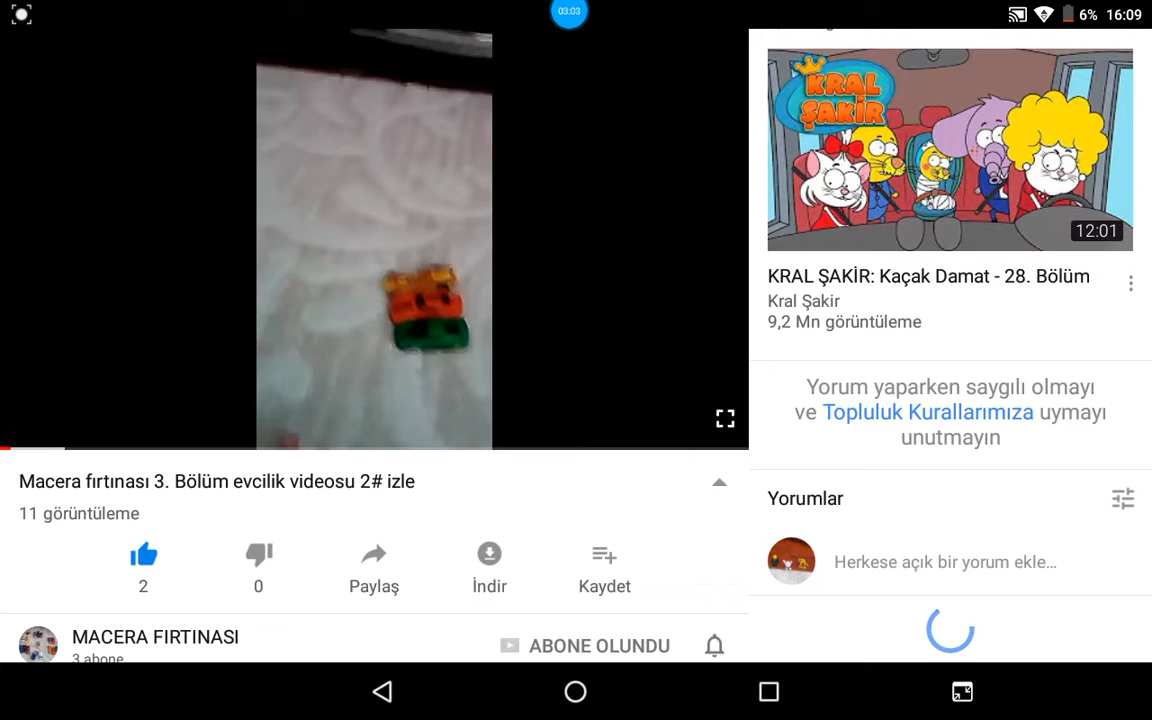 03:03
6% 16:09
KRAL
ŞAKİR
12:01
KRAL ŞAKİR: Kaçak Damat - 28. Bölüm
Kral Şakir
9,2 Mn görüntüleme
Yorum yaparken saygılı olmayı
ve Topluluk Kurallarımıza uymayı
unutmayın
Yorumlar
Herkese açık bir yorum ekle...
Macera fırtınası 3. Bölüm evcilik videosu 2# izle
11 görüntüleme
2
0
Paylaş
İndir
Kaydet
MACERA FIRTINASI
3 abone
ABONE OLUNDU